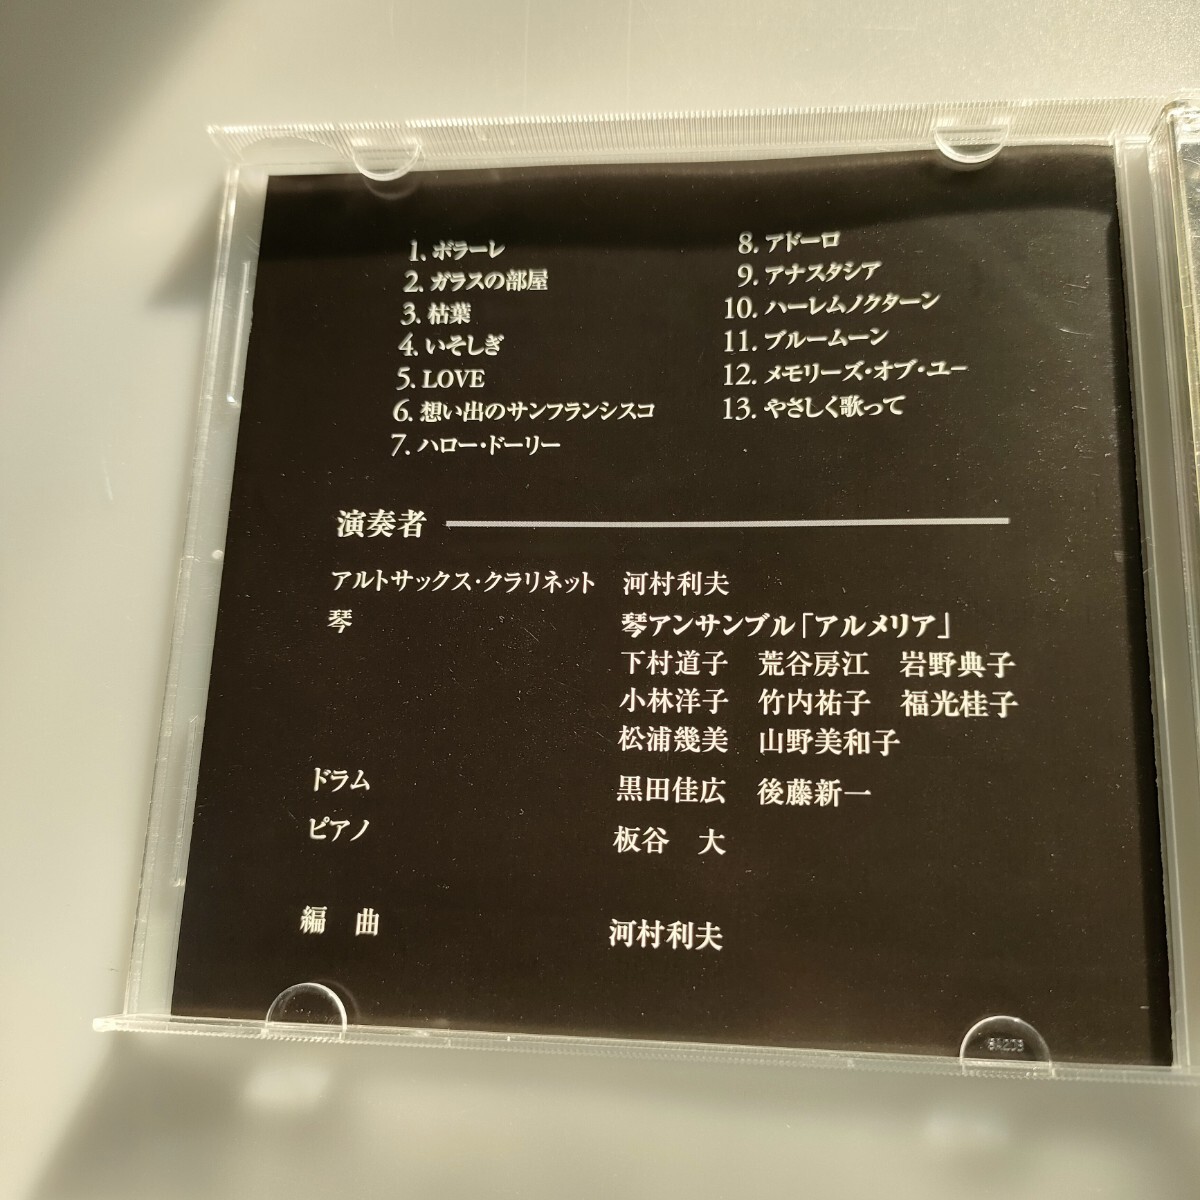 1. ボラーレ
2. ガラスの部屋
3. 枯葉
4. いそしぎ
5. LOVE
6. 想い出のサンフランシスコ
7. ハロー・ドーリー
8. アドーロ
9. アナスタシア
10. ハーレムノクターン
11. ブルームーン
12. メモリーズ・オブ・ユー
13. やさしく歌って
演奏者
アルトサックス・クラリネット 河村利夫
琴 琴アンサンブル「アルメリア」
下村道子 荒谷房江 岩野典子
小林洋子 竹内祐子 福光桂子
松浦幾美 山野美和子
ドラム 黒田佳広 後藤新一
ピアノ 板谷 大
編 曲 河村利夫